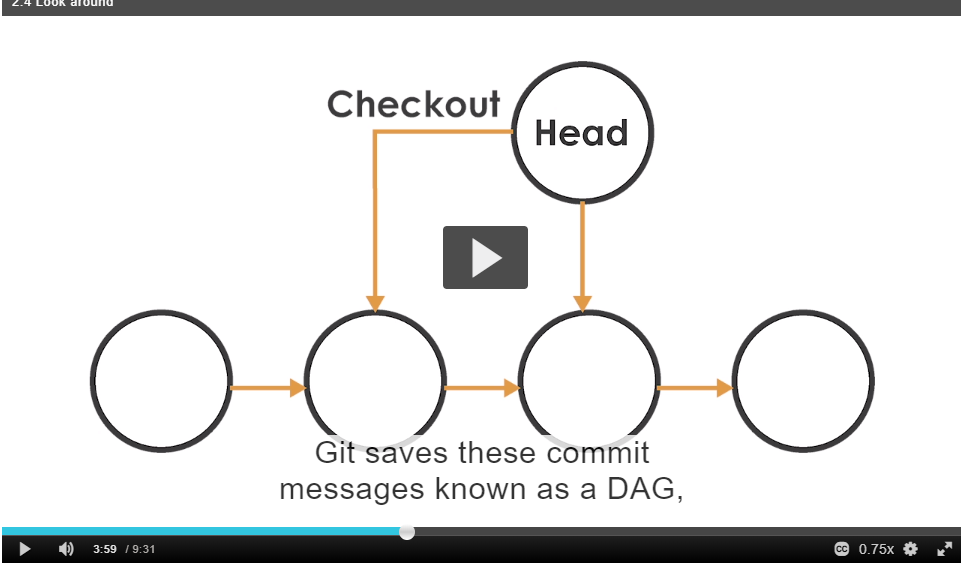 2.4 Look around
Checkout
Head
Git saves these commit
messages known as a DAG,
3:59 / 9:31
CC
0.75x